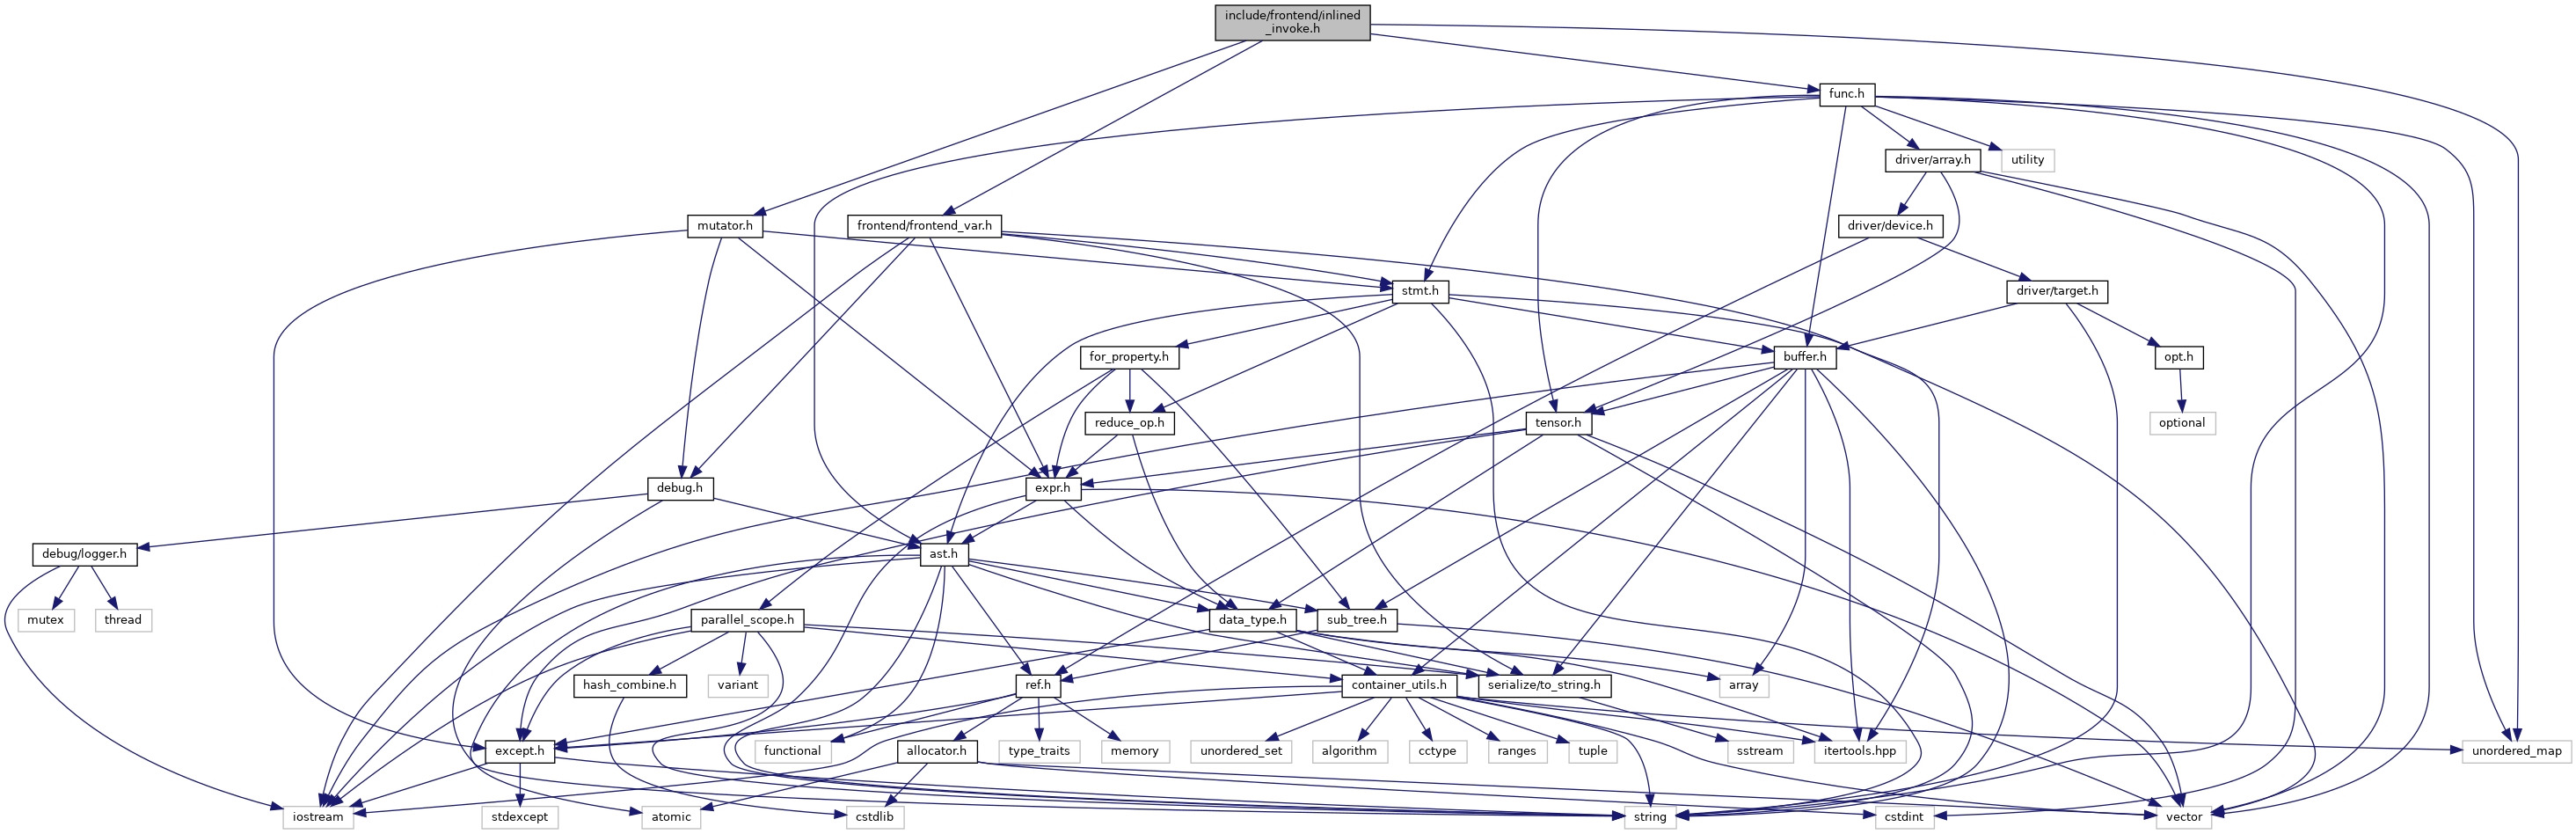 include/frontend/inlined
_invoke.h
func.h
driver/array.h
utility
mutator.h
frontend/frontend_var.h
driver/device.h
stmt.h
driver/target.h
for_property.h
buffer.h
opt.h
reduce_op.h
tensor.h
optional
debug.h
expr.h
debug/logger.h
ast.h
mutex
thread
parallel_scope.h
data_type.h
sub_tree.h
hash_combine.h
variant
ref.h
container_utils.h
serialize/to_string.h
array
except.h
functional
allocator.h
type_traits
memory
unordered_set
algorithm
cctype
ranges
tuple
sstream
itertools.hpp
unordered_map
iostream
stdexcept
atomic
cstdlib
string
cstdint
vector